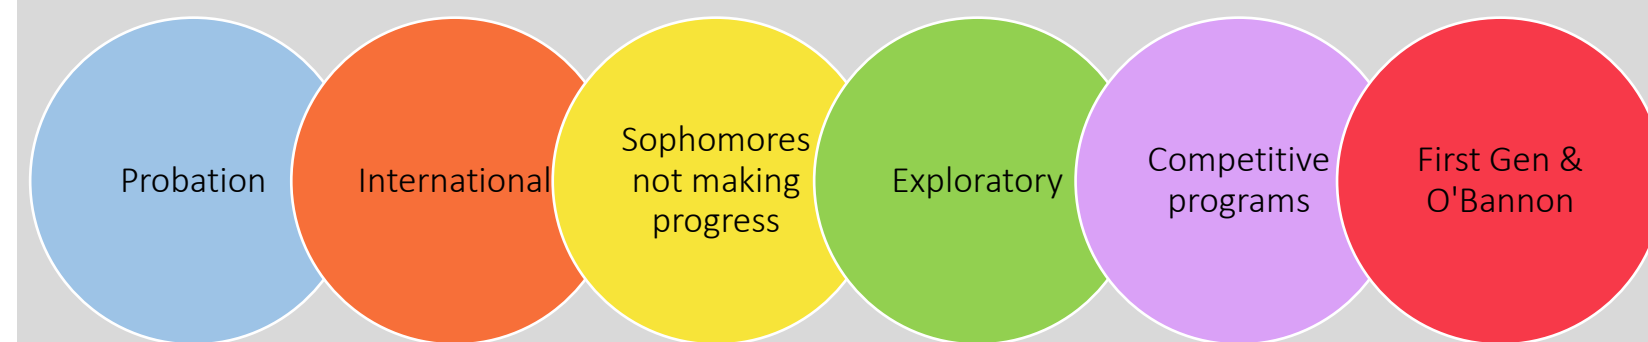 Probation
International
Sophomores
not making
progress
Exploratory
Competitive
programs
First Gen &
O'Bannon